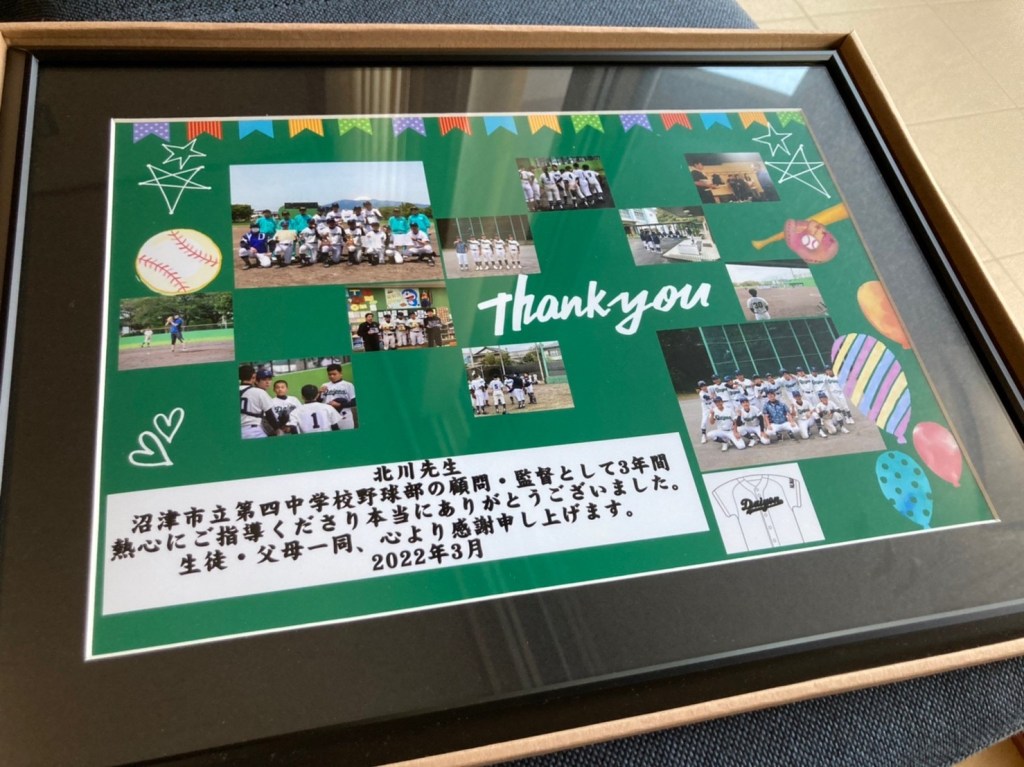 Thank you
北川先生
沼津市立第四中学校野球部の顧問・監督として3年間
熱心にご指導くださり本当にありがとうございました。
生徒・父母一同、心より感謝申し上げます。
2022年3月
Daiyon
1